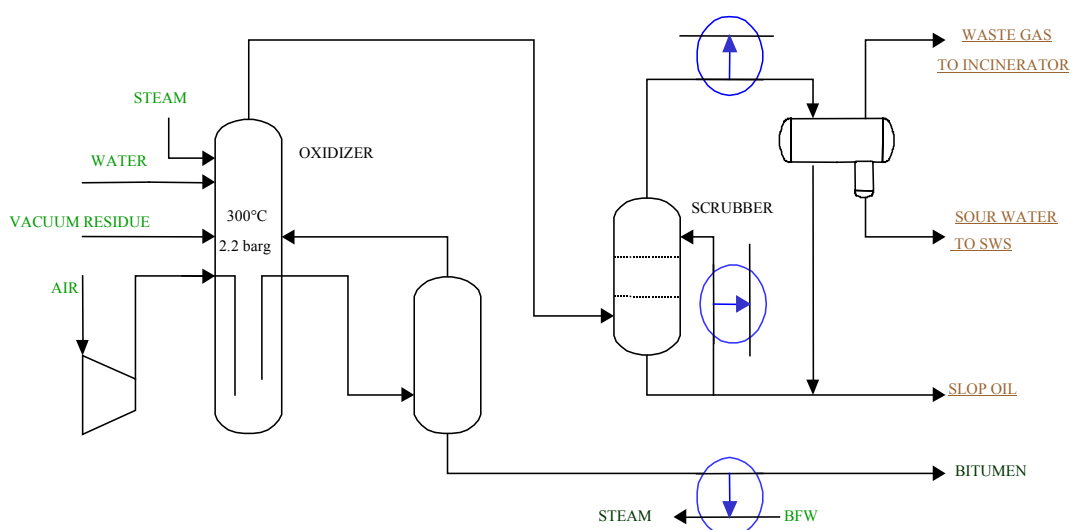 WASTE GAS
TO INCINERATOR
STEAM
OXIDIZER
WATER
SCRUBBER
VACUUM RESIDUE
300°C
2.2 barg
SOUR WATER
TO SWS
AIR
SLOP OIL
BITUMEN
STEAM
BFW